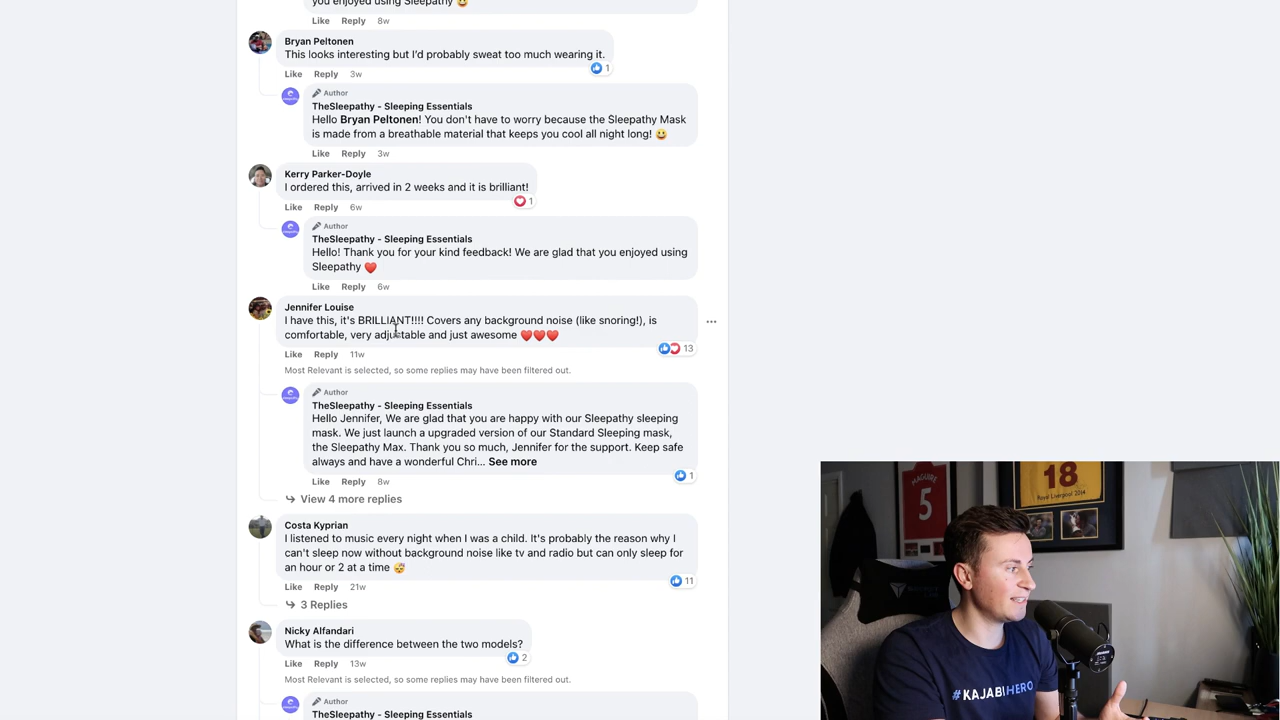 you enjoyed using Sleepathy 😃
Like Reply 8w
Bryan Peltonen
This looks interesting but I'd probably sweat too much wearing it.
1
Like Reply 3w
Author
TheSleepathy - Sleeping Essentials
Hello Bryan Peltonen! You don't have to worry because the Sleepathy Mask
is made from a breathable material that keeps you cool all night long! 😃
Like Reply 3w
Kerry Parker-Doyle
I ordered this, arrived in 2 weeks and it is brilliant!
1
Like Reply 6w
Author
TheSleepathy - Sleeping Essentials
Hello! Thank you for your kind feedback! We are glad that you enjoyed using
Sleepathy ❤️
Like Reply 6w
Jennifer Louise
I have this, it's BRILLIANT!!!! Covers any background noise (like snoring!), is
comfortable, very adjustable and just awesome ❤️❤️❤️
13
Like Reply 11w
Most Relevant is selected, so some replies may have been filtered out.
Author
TheSleepathy - Sleeping Essentials
Hello Jennifer, We are glad that you are happy with our Sleepathy sleeping
mask. We just launch a upgraded version of our Standard Sleeping mask,
the Sleepathy Max. Thank you so much, Jennifer for the support. Keep safe
always and have a wonderful Chri... See more
1
Like Reply 8w
View 4 more replies
Costa Kyprian
I listened to music every night when I was a child. It's probably the reason why I
can't sleep now without background noise like tv and radio but can only sleep for
an hour or 2 at a time 😴
11
Like Reply 21w
3 Replies
Nicky Alfandari
What is the difference between the two models?
2
Like Reply 13w
Most Relevant is selected, so some replies may have been filtered out.
Author
TheSleepathy - Sleeping Essentials
MAGUIRE
5
18
#KAJABIHERO